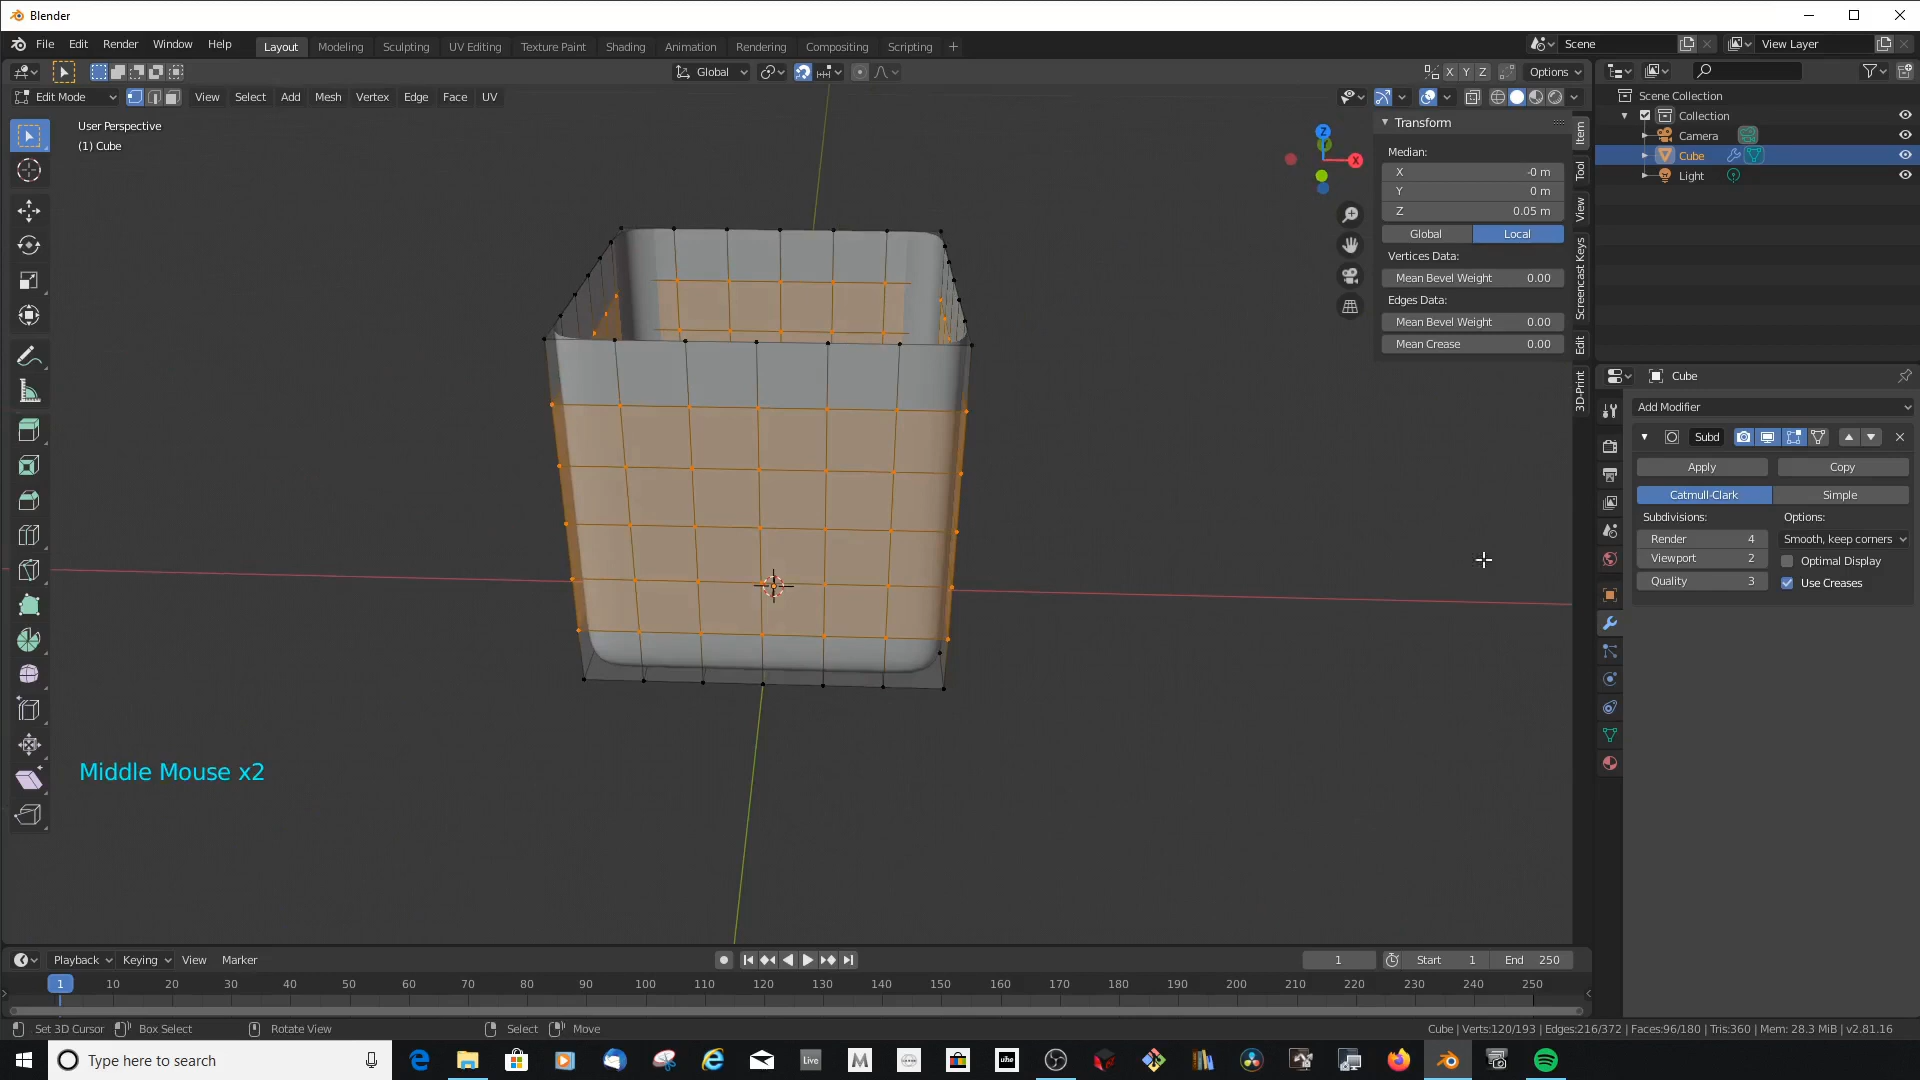 Blender
File Edit Render Window Help
Layout Modeling Sculpting UV Editing Texture Paint Shading Animation Rendering Compositing Scripting +
Scene
View Layer
Global
X Y Z
Options
Edit Mode
View Select Add Mesh Vertex Edge Face UV
User Perspective
(1) Cube
Z
X
Transform
Median:
X -0 m
Y 0 m
Z 0.05 m
Global Local
Vertices Data:
Mean Bevel Weight 0.00
Edges Data:
Mean Bevel Weight 0.00
Mean Crease 0.00
Item
Tool
View
Screencast Keys
Edit
3D-Print
Scene Collection
Collection
Camera
Cube
Light
Cube
Add Modifier
Subd
Apply Copy
Catmull-Clark Simple
Subdivisions: Options:
Render 4 Smooth, keep corners
Viewport 2 Optimal Display
Quality 3 Use Creases
Middle Mouse x2
Playback Keying View Marker
1 Start 1 End 250
1 10 20 30 40 50 60 70 80 90 100 110 120 130 140 150 160 170 180 190 200 210 220 230 240 250
Set 3D Cursor Box Select Rotate View Select Move
Cube | Verts:120/193 | Edges:216/372 | Faces:96/180 | Tris:360 | Mem: 28.3 MiB | v2.81.16
Type here to search
Live
M
uhe